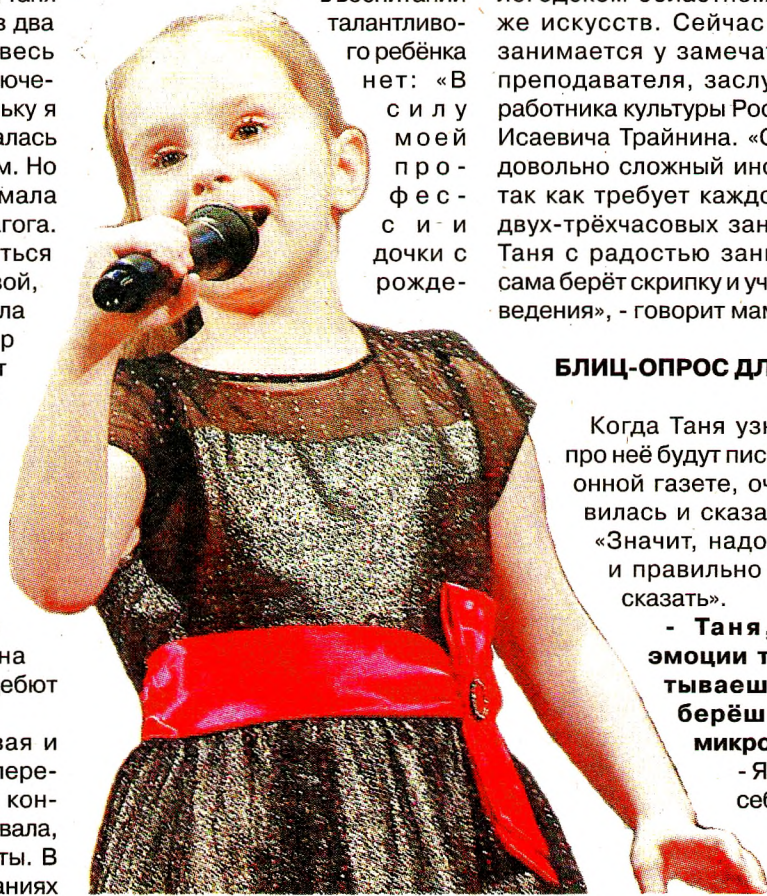 в два
весь
юче-
ьку я
алась
м. Но
мала
гога.
ться
вой,
ла
р
т
на
ебют
вая и
пере-
кон-
вала,
ты. В
аниях
в воспитании
талантливо-
го ребёнка
нет: «В
силу
моей
про-
фес-
сии
дочки с
рожде-
же искусств. Сейчас
занимается у замечат
преподавателя, заслу
работника культуры Рос
Исаевича Трайнина. «С
довольно сложный инс
так как требует каждо
двух-трёхчасовых зан
Таня с радостью зани
сама берёт скрипку и уч
ведения», - говорит мам
БЛИЦ-ОПРОС ДЛ
Когда Таня узн
про неё будут пис
онной газете, оч
вилась и сказа
«Значит, надо
и правильно
сказать».
- Таня,
эмоции т
тываеш
берёш
микро
- Я
себ